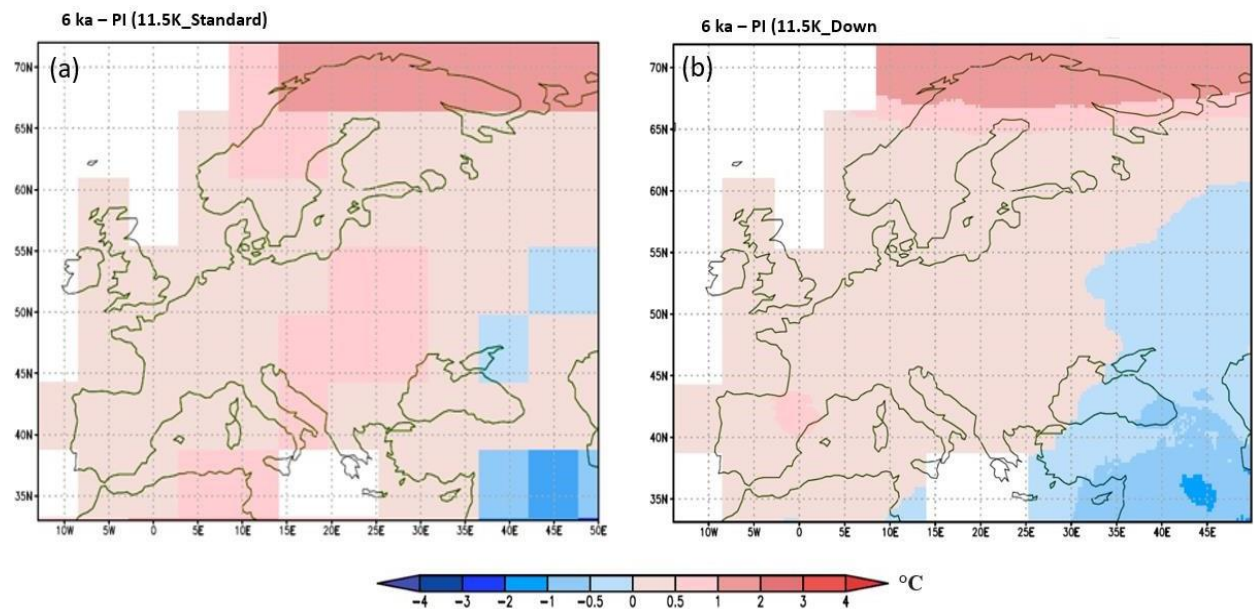 6 ka – PI (11.5K_Standard)
6 ka – PI (11.5K_Down
(a)
70N
65N
60N
55N
50N
45N
40N
35N
10W 5W 0 5E 10E 15E 20E 25E 30E 35E 40E 45E 50E
(b)
70N
65N
60N
55N
50N
45N
40N
35N
10W 5W 0 5E 10E 15E 20E 25E 30E 35E 40E 45E 50E
°C
-4 -3 -2 -1 -0.5 0 0.5 1 2 3 4